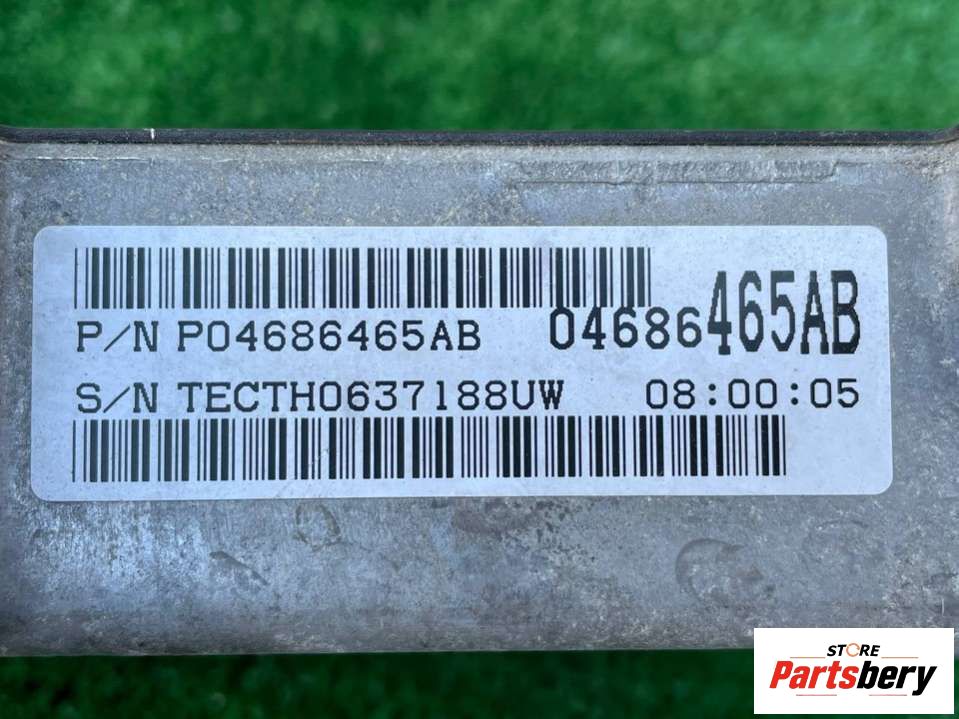 P/N P04686465AB 04686465AB
S/N TECTH0637188UW 08:00:05
STORE
Partsbery